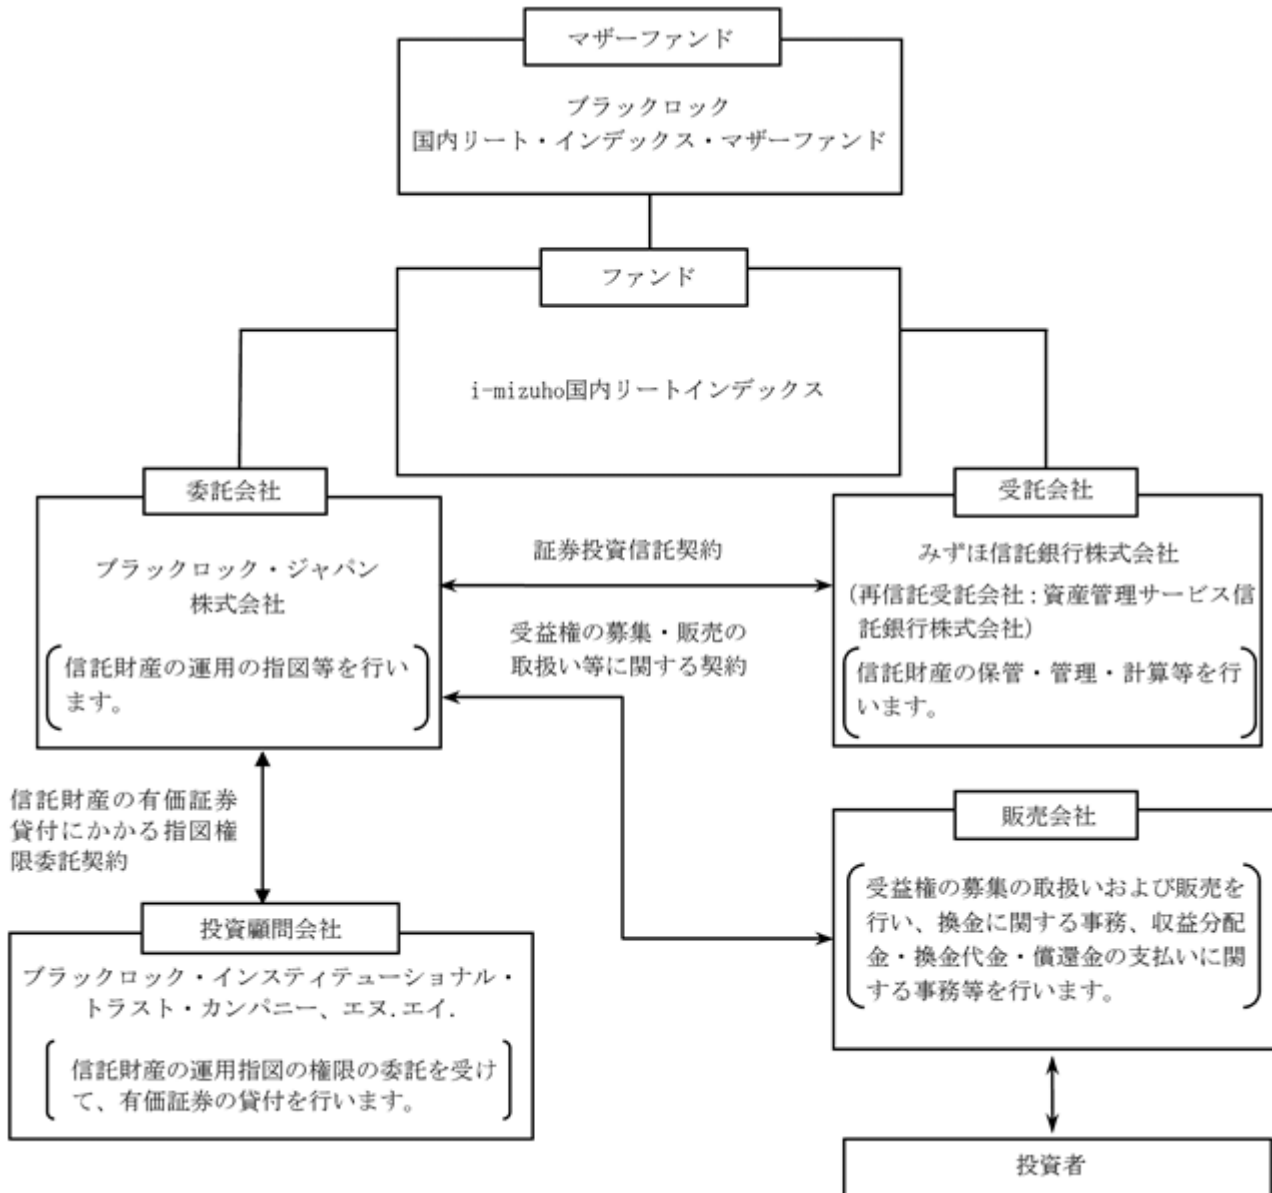 マザーファンド
ブラックロック
国内リート・インデックス・マザーファンド
ファンド
i-mizuho国内リートインデックス
委託会社
ブラックロック・ジャパン
株式会社
信託財産の運用の指図等を行い
ます。
証券投資信託契約
受益権の募集・販売の
取扱い等に関する契約
受託会社
みずほ信託銀行株式会社
(再信託受託会社:資産管理サービス信
託銀行株式会社)
信託財産の保管・管理・計算等を行
います。
信託財産の有価証券
貸付にかかる指図権
限委託契約
投資顧問会社
ブラックロック・インスティテューショナル・
トラスト・カンパニー、エヌ.エイ.
信託財産の運用指図の権限の委託を受け
て、有価証券の貸付を行います。
販売会社
受益権の募集の取扱いおよび販売を
行い、換金に関する事務、収益分配
金・換金代金・償還金の支払いに関
する事務等を行います。
投資者